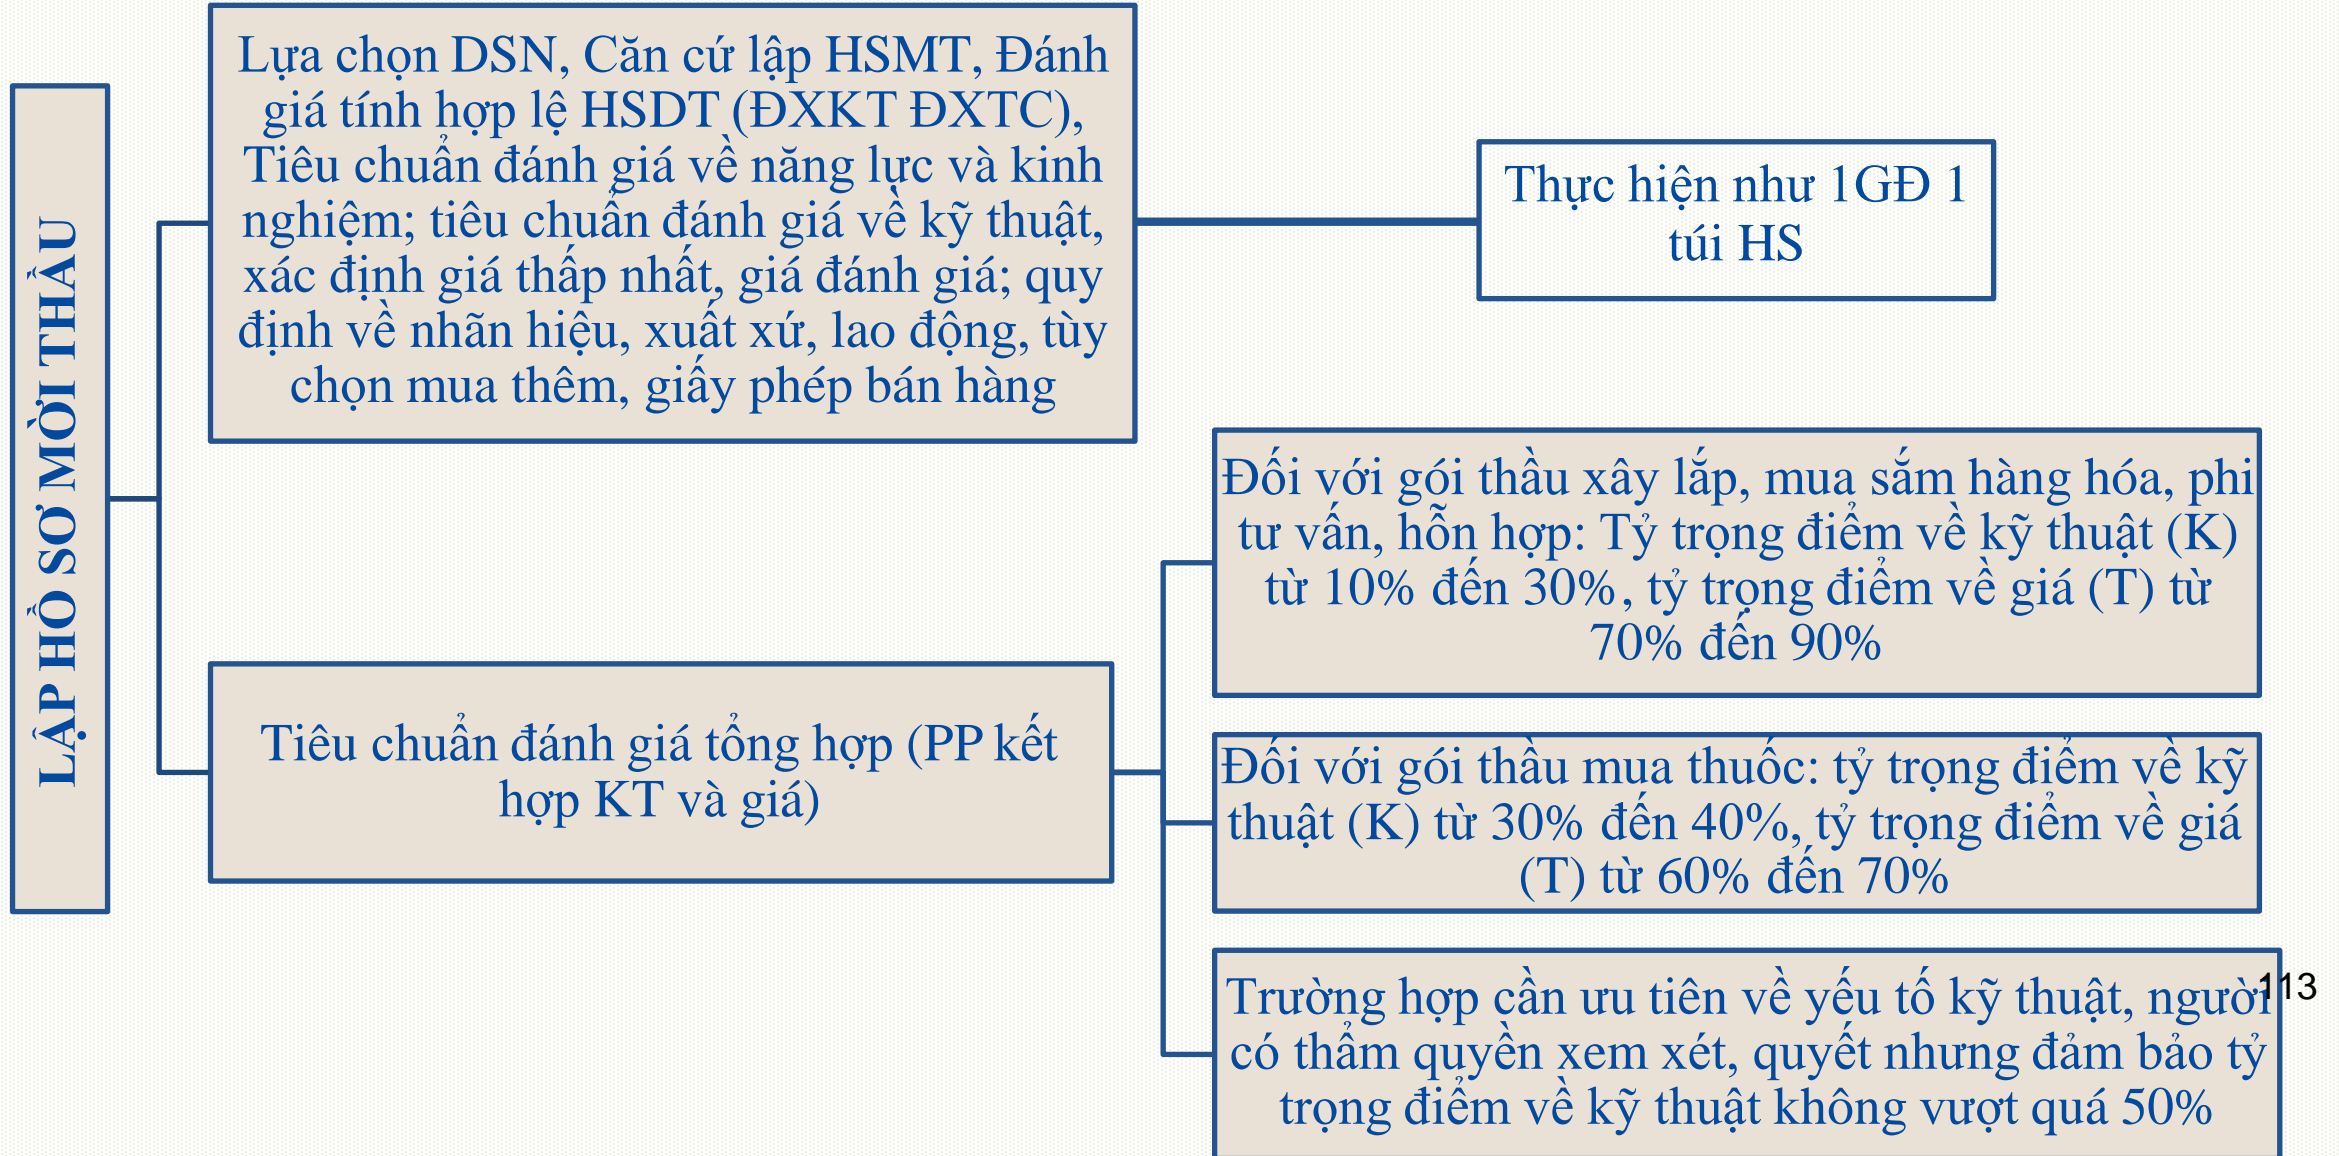 LẬP HỒ SƠ MỜI THẦU
Lựa chọn DSN, Căn cứ lập HSMT, Đánh
giá tính hợp lệ HSDT (ĐXKT ĐXTC),
Tiêu chuẩn đánh giá về năng lực và kinh
nghiệm; tiêu chuẩn đánh giá về kỹ thuật,
xác định giá thấp nhất, giá đánh giá; quy
định về nhãn hiệu, xuất xứ, lao động, tùy
chọn mua thêm, giấy phép bán hàng
Thực hiện như 1GĐ 1
túi HS
Tiêu chuẩn đánh giá tổng hợp (PP kết
hợp KT và giá)
Đối với gói thầu xây lắp, mua sắm hàng hóa, phi
tư vấn, hỗn hợp: Tỷ trọng điểm về kỹ thuật (K)
từ 10% đến 30%, tỷ trọng điểm về giá (T) từ
70% đến 90%
Đối với gói thầu mua thuốc: tỷ trọng điểm về kỹ
thuật (K) từ 30% đến 40%, tỷ trọng điểm về giá
(T) từ 60% đến 70%
Trường hợp cần ưu tiên về yếu tố kỹ thuật, người
có thẩm quyền xem xét, quyết nhưng đảm bảo tỷ
trọng điểm về kỹ thuật không vượt quá 50%
113